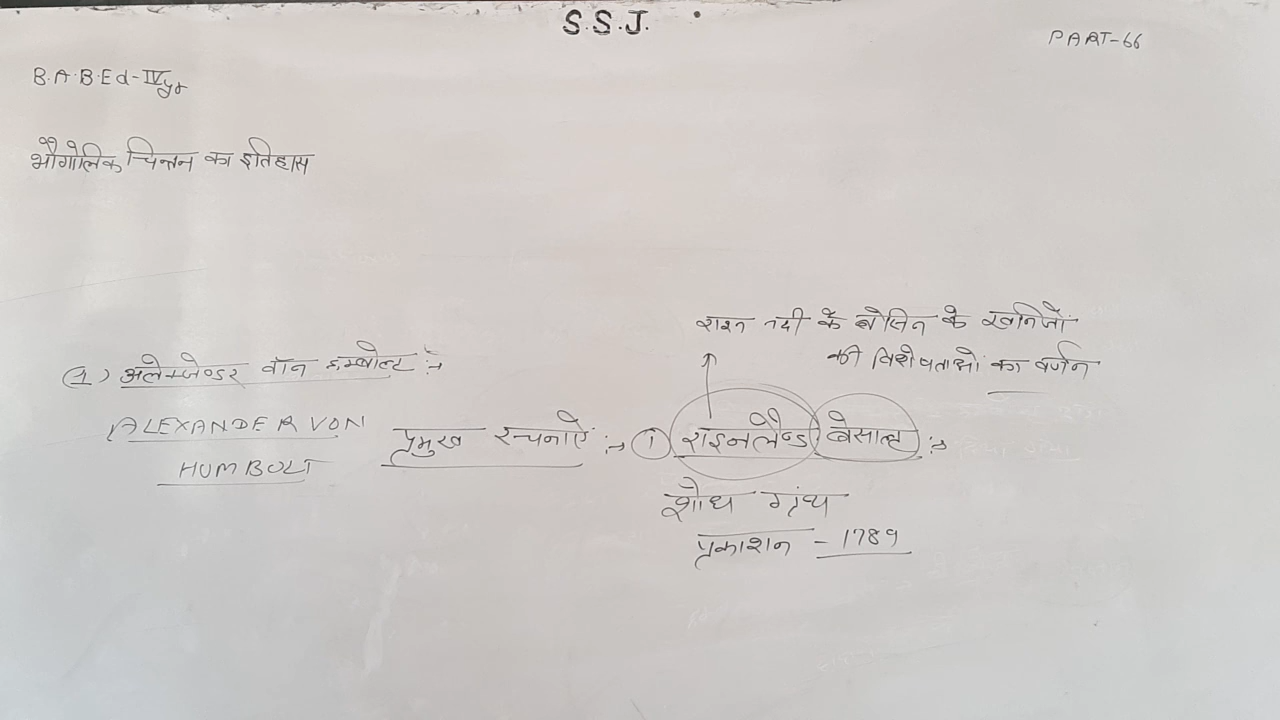 S.S.J.
PART-66
B.A.B.Ed-IVyr
भौगोलिक चिन्तन का इतिहास
राइन नदी के बेसिन के खनिजों
की विशेषताओं का वर्णन
(1) अलेक्जेण्डर वॉन हम्बोल्ट :→
ALEXANDER VON
HUMBOLT
प्रमुख रचनाऐं :→ ① राइनलैण्ड बेसाल्ट :→
शौध ग्रंथ
प्रकाशन - 1789